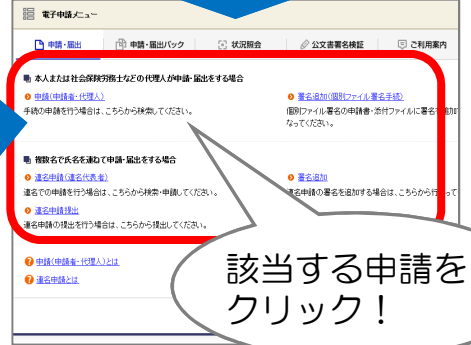 電子申請メニュー
申請・届出
申請・届出パック
状況照会
公文書署名検証
ご利用案内
本人または社会保険労務士などの代理人が申請・届出をする場合
申請(申請者・代理人)
手続の申請を行う場合は、こちらから検索してください。
署名追加(個別ファイル署名手続)
個別ファイル署名の申請書・添付ファイルに署名を追加
なってください。
複数名で氏名を連ねて申請・届出をする場合
連名申請(連名代表者)
連名での申請を行う場合は、こちらから検索・申請してください。
署名追加
連名申請の署名を追加する場合は、こちらから行って
連名申請提出
連名申請の提出を行う場合は、こちらから提出してください。
申請(申請者・代理人)とは
連名申請とは
該当する申請を
クリック！